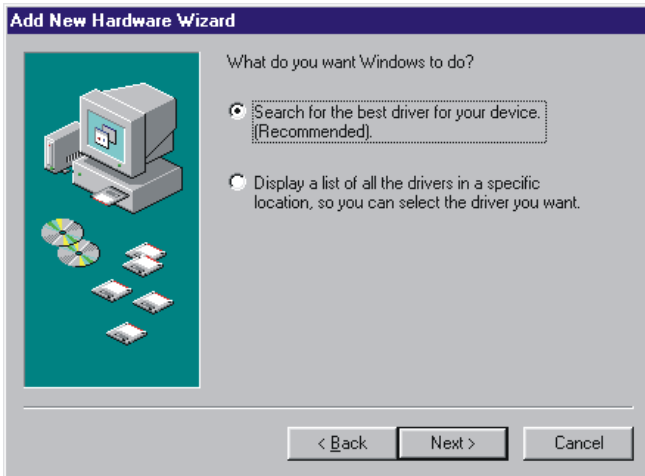 Add New Hardware Wizard
What do you want Windows to do?
Search for the best driver for your device.
(Recommended).
Display a list of all the drivers in a specific
location, so you can select the driver you want.
< Back
Next >
Cancel